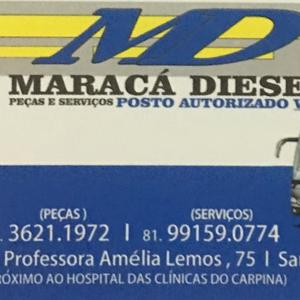 MD
MARACÁ DIESE
PEÇAS E SERVIÇOS POSTO AUTORIZADO V
(PEÇAS) (SERVIÇOS)
. 3621.1972 I 81. 99159.0774
Professora Amélia Lemos , 75 I Sa
RÓXIMO AO HOSPITAL DAS CLÍNICAS DO CARPINA)